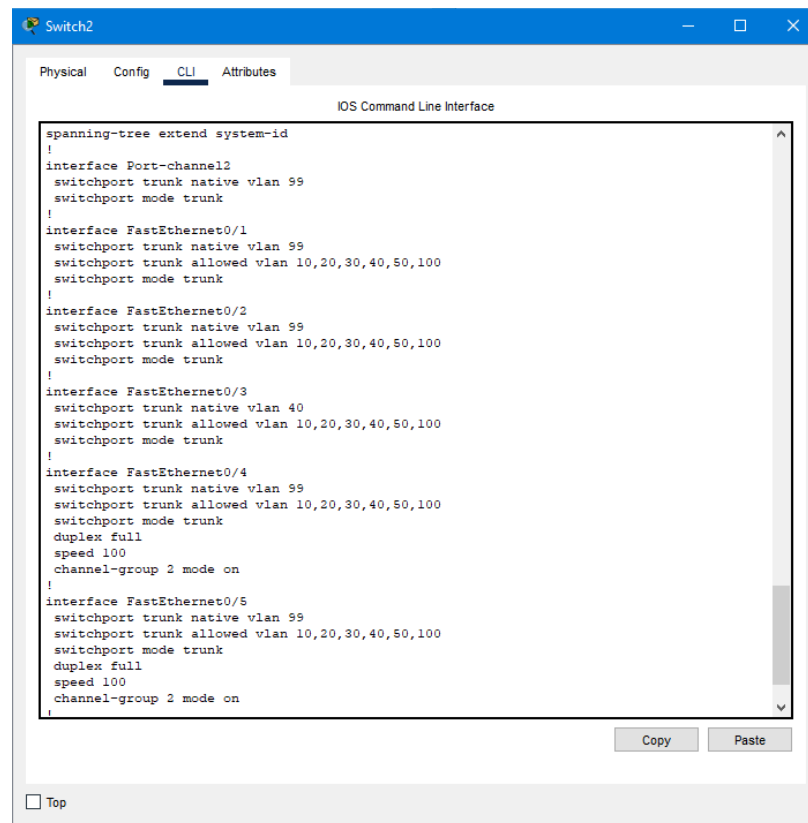 Switch2
Physical Config CLI Attributes
IOS Command Line Interface
spanning-tree extend system-id
!
interface Port-channel2
 switchport trunk native vlan 99
 switchport mode trunk
!
interface FastEthernet0/1
 switchport trunk native vlan 99
 switchport trunk allowed vlan 10,20,30,40,50,100
 switchport mode trunk
!
interface FastEthernet0/2
 switchport trunk native vlan 99
 switchport trunk allowed vlan 10,20,30,40,50,100
 switchport mode trunk
!
interface FastEthernet0/3
 switchport trunk native vlan 40
 switchport trunk allowed vlan 10,20,30,40,50,100
 switchport mode trunk
!
interface FastEthernet0/4
 switchport trunk native vlan 99
 switchport trunk allowed vlan 10,20,30,40,50,100
 switchport mode trunk
 duplex full
 speed 100
 channel-group 2 mode on
!
interface FastEthernet0/5
 switchport trunk native vlan 99
 switchport trunk allowed vlan 10,20,30,40,50,100
 switchport mode trunk
 duplex full
 speed 100
 channel-group 2 mode on
!
Copy Paste
Top